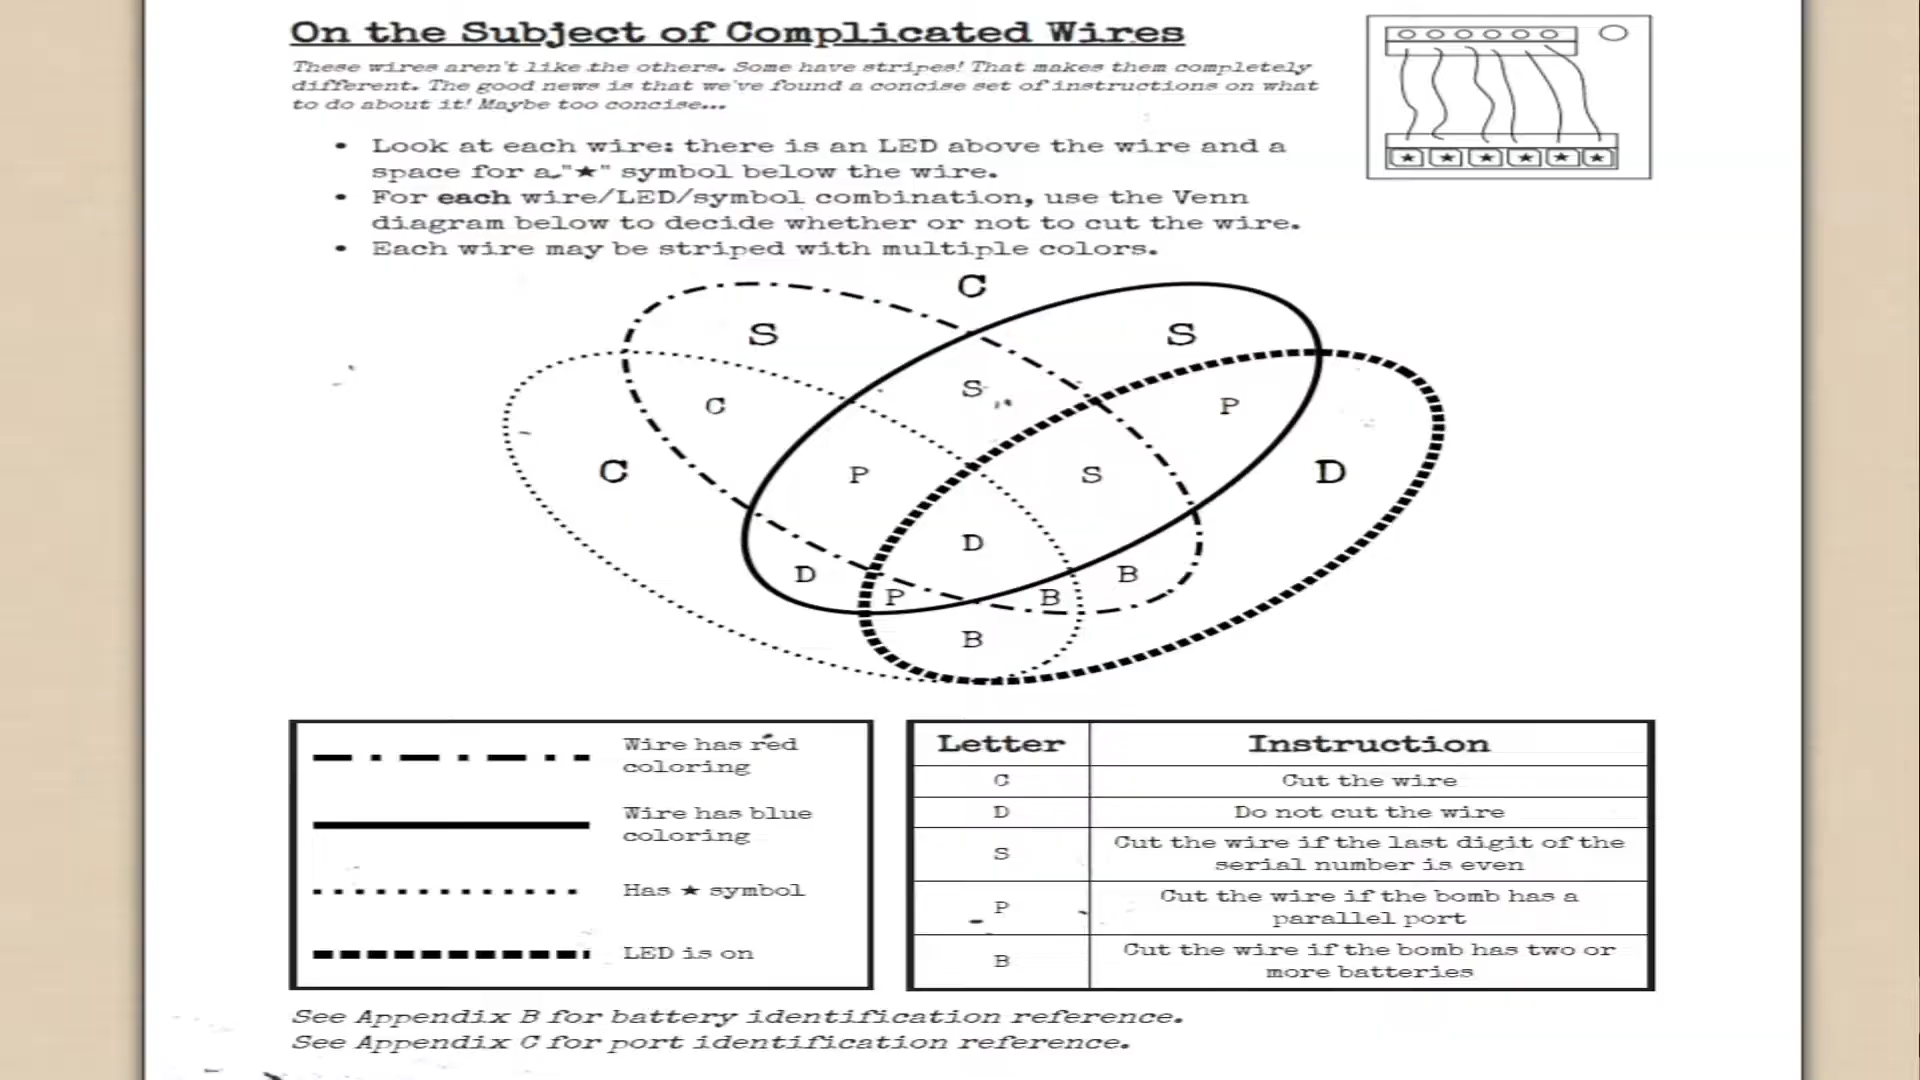 On the Subject of Complicated Wires
These wires aren't like the others. Some have stripes! That makes them completely
different. The good news is that we've found a concise set of instructions on what
to do about it! Maybe too concise...
• Look at each wire: there is an LED above the wire and a
space for a "★" symbol below the wire.
• For each wire/LED/symbol combination, use the Venn
diagram below to decide whether or not to cut the wire.
• Each wire may be striped with multiple colors.
C
S
S
S
C
P
C
P
S
D
D
D
B
P
B
B
Wire has red
coloring
Wire has blue
coloring
Has ★ symbol
LED is on
Letter Instruction
C Cut the wire
D Do not cut the wire
S Cut the wire if the last digit of the
serial number is even
P Cut the wire if the bomb has a
parallel port
B Cut the wire if the bomb has two or
more batteries
See Appendix B for battery identification reference.
See Appendix C for port identification reference.